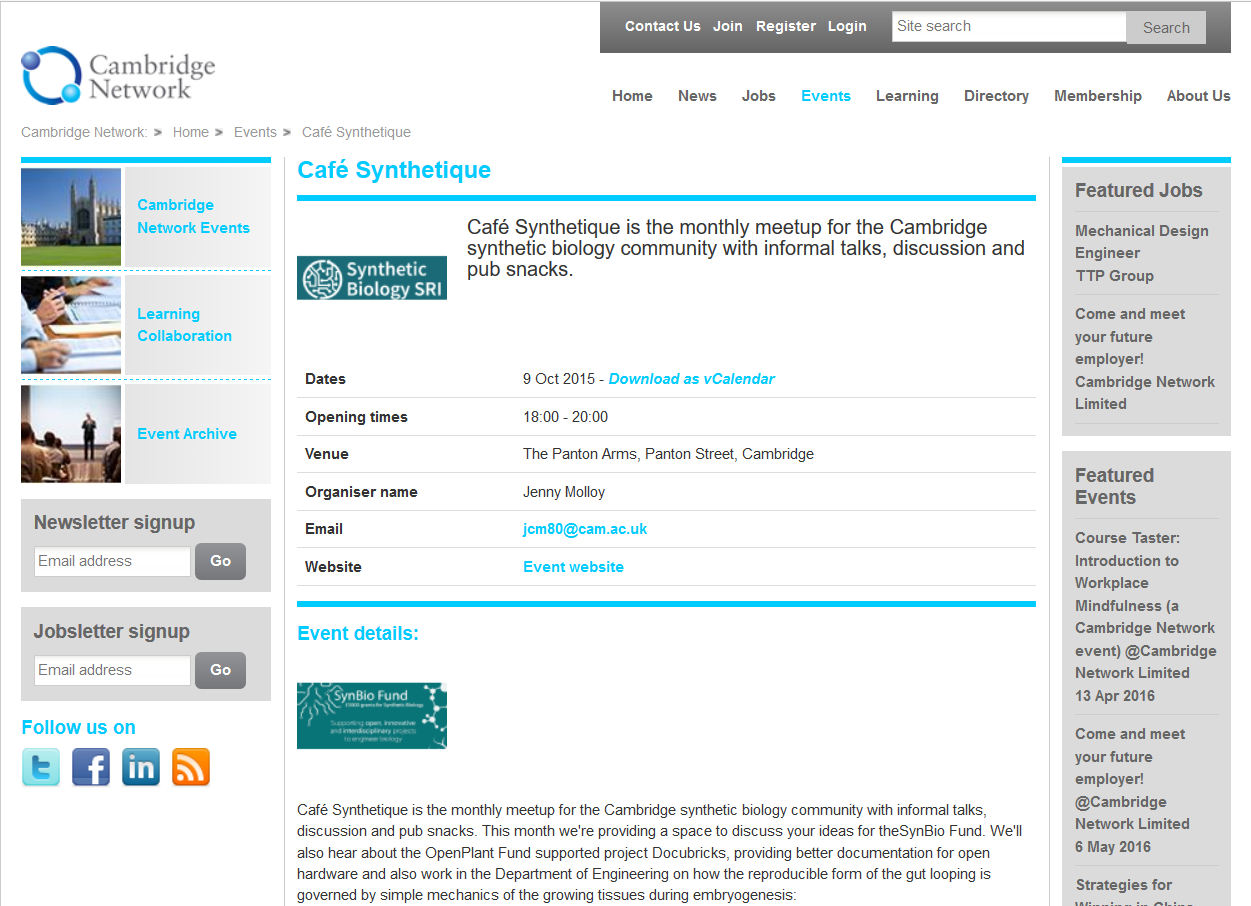 Contact Us Join Register Login
Site search
Search
Cambridge
Network
Home News Jobs Events Learning Directory Membership About Us
Cambridge Network: > Home > Events > Café Synthetique
Cambridge
Network Events
Learning
Collaboration
Event Archive
Newsletter signup
Email address
Go
Jobsletter signup
Email address
Go
Follow us on
Café Synthetique
Synthetic
Biology SRI
Café Synthetique is the monthly meetup for the Cambridge
synthetic biology community with informal talks, discussion and
pub snacks.
Dates 9 Oct 2015 - Download as vCalendar
Opening times 18:00 - 20:00
Venue The Panton Arms, Panton Street, Cambridge
Organiser name Jenny Molloy
Email jcm80@cam.ac.uk
Website Event website
Event details:
SynBio Fund
grants for Synthetic Biology
Supporting open, innovative
and interdisciplinary projects
to engineer biology
Café Synthetique is the monthly meetup for the Cambridge synthetic biology community with informal talks,
discussion and pub snacks. This month we're providing a space to discuss your ideas for theSynBio Fund. We'll
also hear about the OpenPlant Fund supported project Docubricks, providing better documentation for open
hardware and also work in the Department of Engineering on how the reproducible form of the gut looping is
governed by simple mechanics of the growing tissues during embryogenesis:
Featured Jobs
Mechanical Design
Engineer
TTP Group
Come and meet
your future
employer!
Cambridge Network
Limited
Featured
Events
Course Taster:
Introduction to
Workplace
Mindfulness (a
Cambridge Network
event) @Cambridge
Network Limited
13 Apr 2016
Come and meet
your future
employer!
@Cambridge
Network Limited
6 May 2016
Strategies for
Winning in China